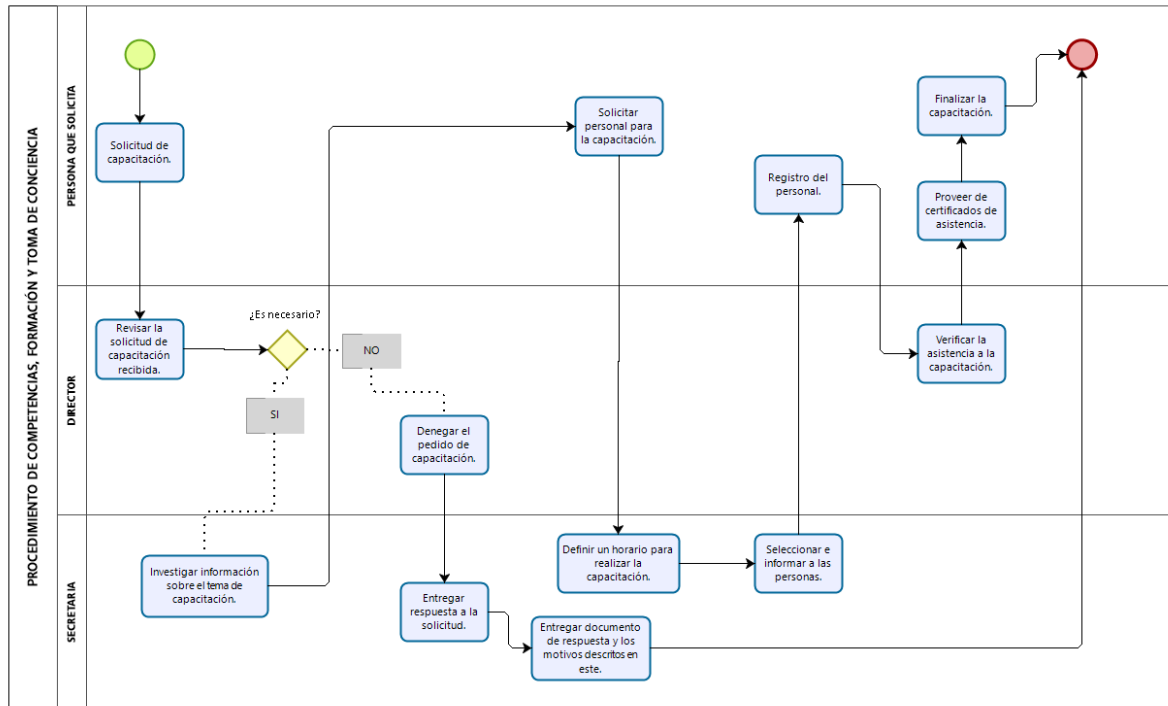 PROCEDIMIENTO DE COMPETENCIAS, FORMACIÓN Y TOMA DE CONCIENCIA
PERSONA QUE SOLICITA
Solicitud de
capacitación.
Solicitar
personal para
la capacitación.
Registro del
personal.
Finalizar la
capacitación.
Proveer de
certificados de
asistencia.
DIRECTOR
Revisar la
solicitud de
capacitación
recibida.
¿Es necesario?
NO
SI
Denegar el
pedido de
capacitación.
Verificar la
asistencia a la
capacitación.
SECRETARIA
Investigar información
sobre el tema de
capacitación.
Entregar
respuesta a la
solicitud.
Entregar documento
de respuesta y los
motivos descritos en
este.
Definir un horario para
realizar la
capacitación.
Seleccionar e
informar a las
personas.